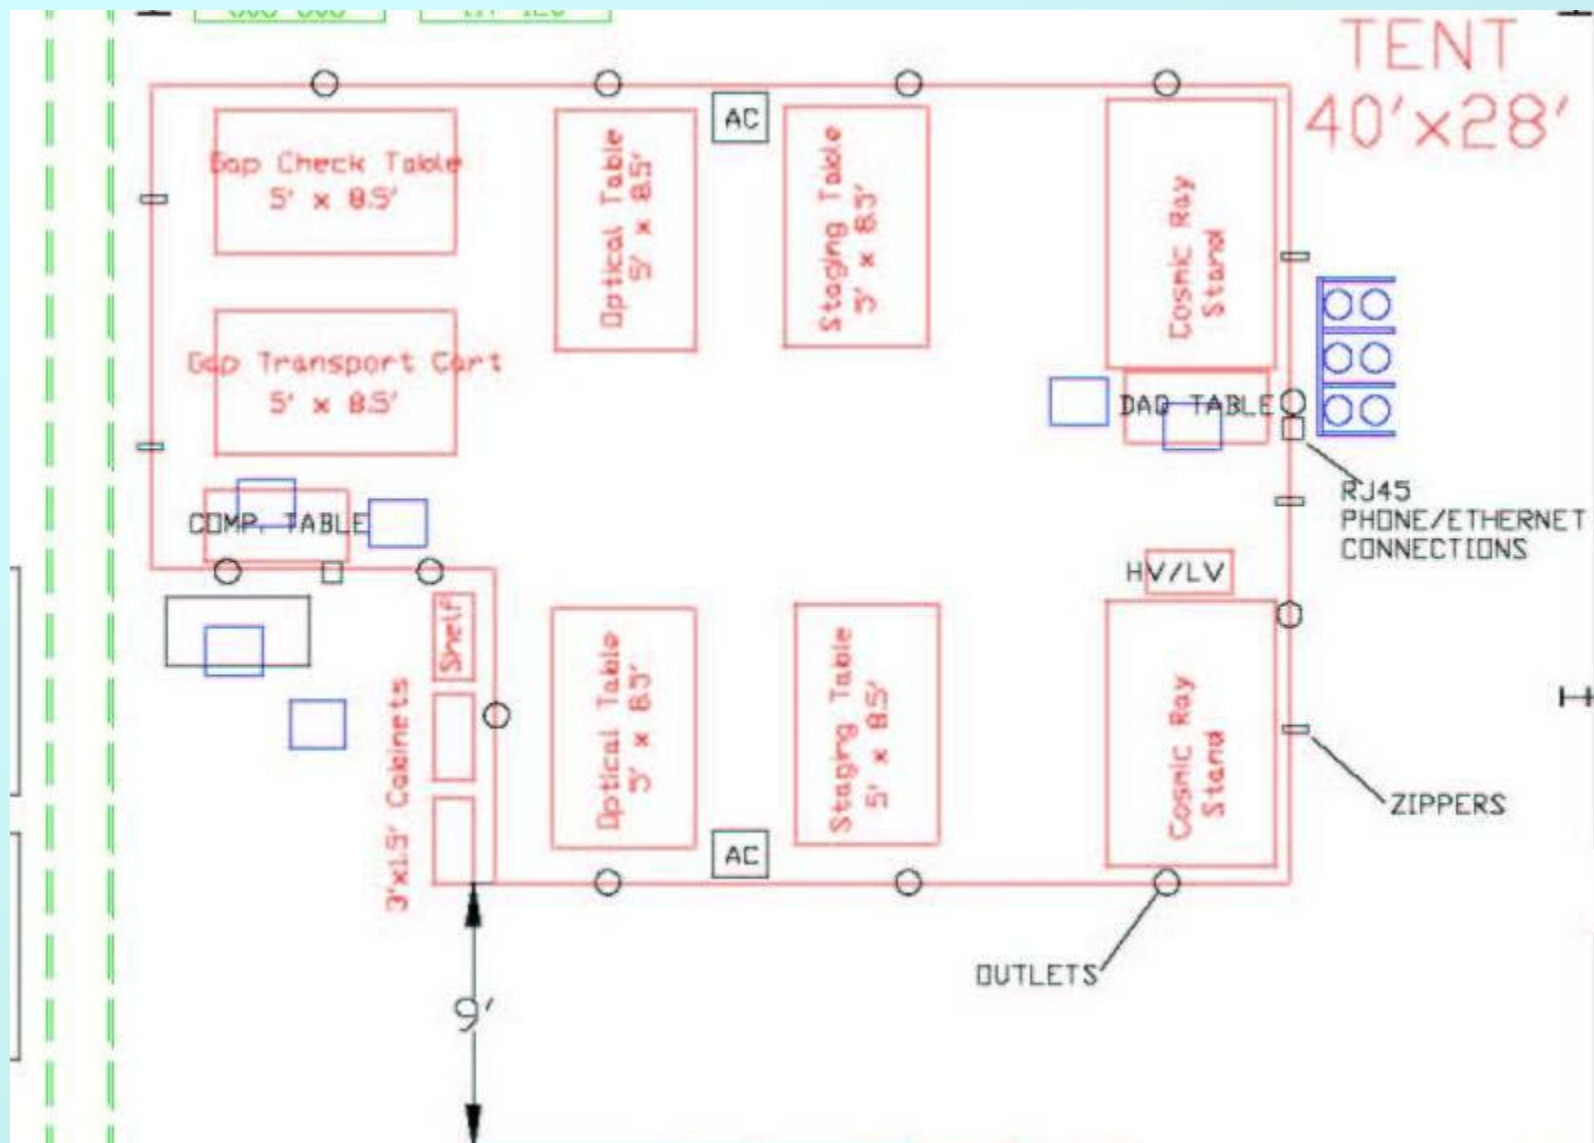 TENT
40'x28'
AC
Gap Check Table
5' x 8.5'
Optical Table
5' x 8.5'
Staging Table
5' x 8.5'
Cosmic Ray
Stand
Gap Transport Cart
5' x 8.5'
DAQ TABLE
RJ45
PHONE/ETHERNET
CONNECTIONS
COMP. TABLE
HV/LV
Shelf
3'x1.5' Cabinets
Optical Table
5' x 8.5'
Staging Table
5' x 8.5'
Cosmic Ray
Stand
ZIPPERS
AC
OUTLETS
9'